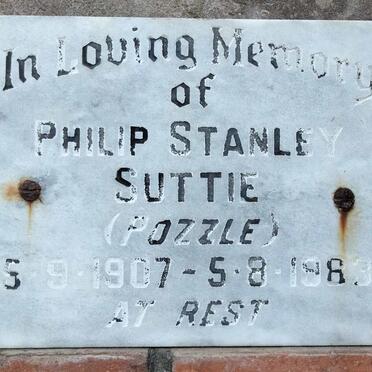 In Loving Memory
of
PHILIP STANLEY
SUTTIE
(POZZLE)
5·9·1907-5·8·1983
AT REST